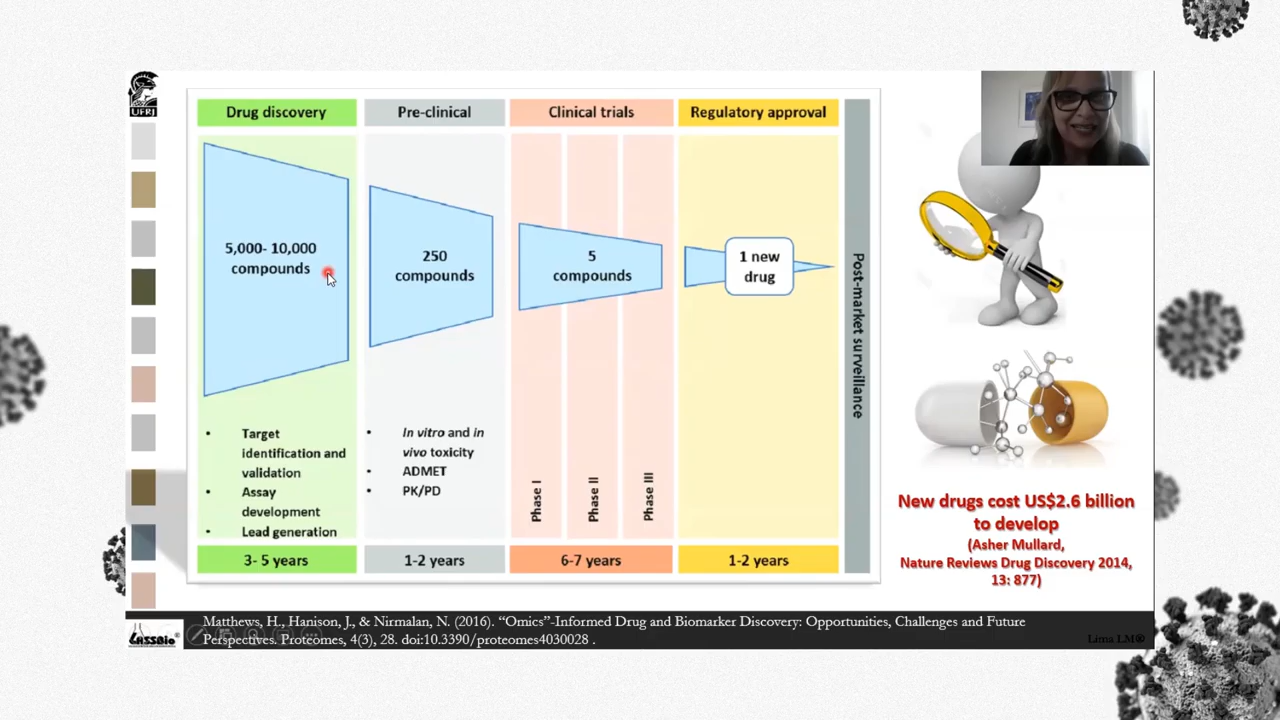 UFRJ
Drug discovery
Pre-clinical
Clinical trials
Regulatory approval
5,000- 10,000
compounds
250
compounds
5
compounds
1 new
drug
Post-market surveillance
• Target
identification and
validation
• Assay
development
• Lead generation
• In vitro and in
vivo toxicity
• ADMET
• PK/PD
Phase I
Phase II
Phase III
3- 5 years
1-2 years
6-7 years
1-2 years
New drugs cost US$2.6 billion
to develop
(Asher Mullard,
Nature Reviews Drug Discovery 2014,
13: 877)
LASSBio®
Matthews, H., Hanison, J., & Nirmalan, N. (2016). “Omics”-Informed Drug and Biomarker Discovery: Opportunities, Challenges and Future
Perspectives. Proteomes, 4(3), 28. doi:10.3390/proteomes4030028 .
Lima LM®